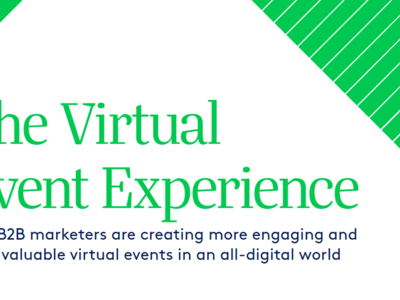 he Virtual
vent Experience
B2B marketers are creating more engaging and
valuable virtual events in an all-digital world